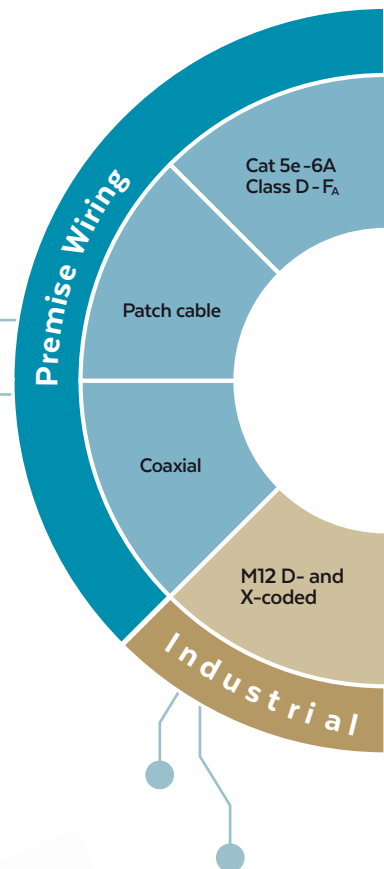 Cat 5e-6A
Class D-FA
Premise Wiring
Patch cable
Coaxial
M12 D- and
X-coded
Industrial